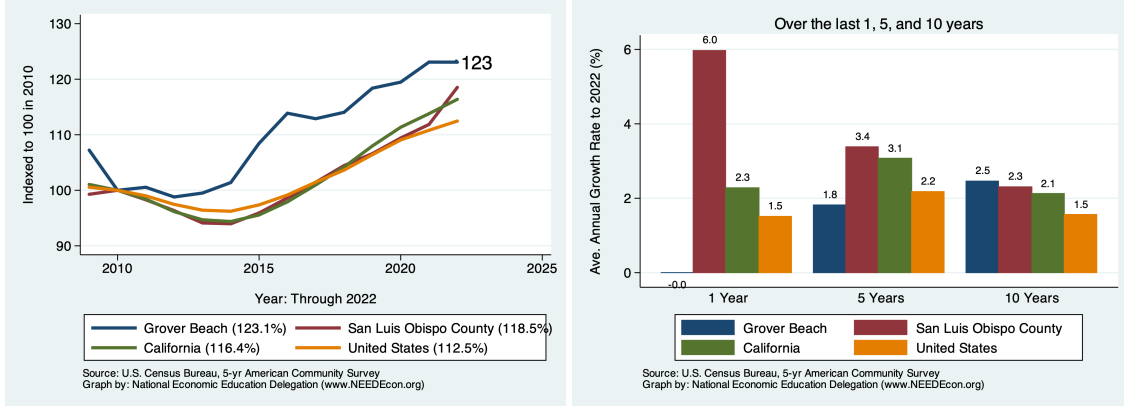 130
120
110
100
90
Indexed to 100 in 2010
123
2010
2015
2020
2025
Year: Through 2022
Grover Beach (123.1%)
San Luis Obispo County (118.5%)
California (116.4%)
United States (112.5%)
Source: U.S. Census Bureau, 5-yr American Community Survey
Graph by: National Economic Education Delegation (www.NEEDEcon.org)
Over the last 1, 5, and 10 years
Ave. Annual Growth Rate to 2022 (%)
6
4
2
0
-0.0
6.0
2.3
1.5
1.8
3.4
3.1
2.2
2.5
2.3
2.1
1.5
1 Year
5 Years
10 Years
Grover Beach
San Luis Obispo County
California
United States
Source: U.S. Census Bureau, 5-yr American Community Survey
Graph by: National Economic Education Delegation (www.NEEDEcon.org)